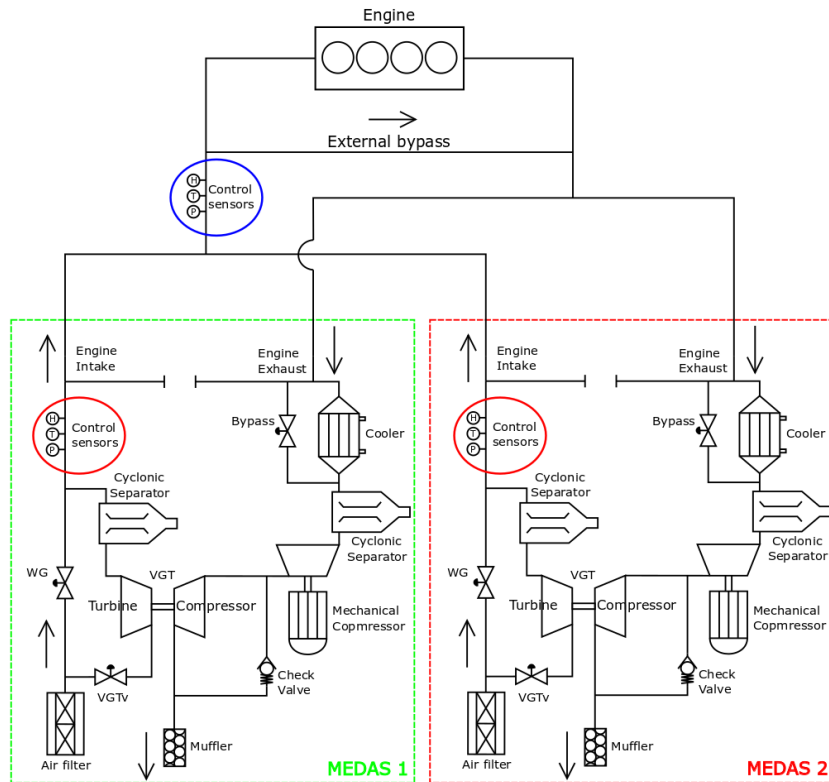 Engine
External bypass
H
T
P
Control
sensors
Engine
Intake
Engine
Exhaust
H
T
P
Control
sensors
Bypass
Cooler
Cyclonic
Separator
Cyclonic
Separator
WG
VGT
Turbine
Compressor
Mechanical
Copmressor
VGTv
Check
Valve
Air filter
Muffler
MEDAS 1
Engine
Intake
Engine
Exhaust
H
T
P
Control
sensors
Bypass
Cooler
Cyclonic
Separator
Cyclonic
Separator
WG
VGT
Turbine
Compressor
Mechanical
Copmressor
VGTv
Check
Valve
Air filter
Muffler
MEDAS 2